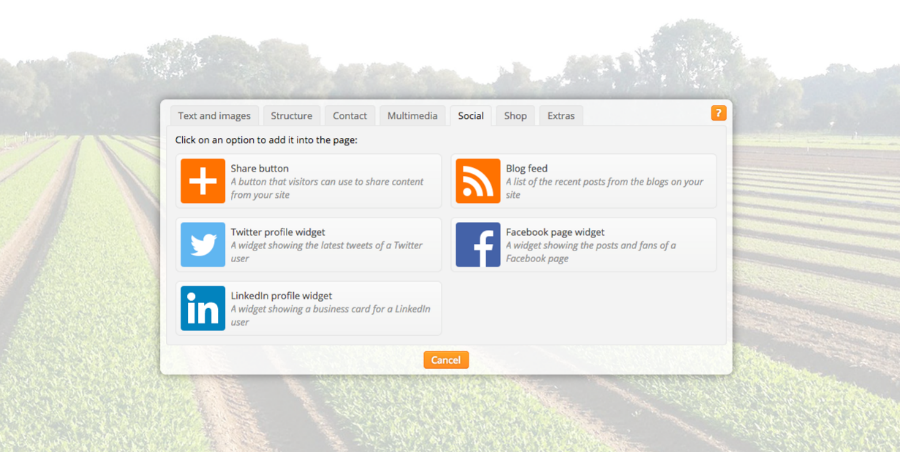 Text and images Structure Contact Multimedia Social Shop Extras ?
Click on an option to add it into the page:
Share button
A button that visitors can use to share content
from your site
Blog feed
A list of the recent posts from the blogs on your
site
Twitter profile widget
A widget showing the latest tweets of a Twitter
user
Facebook page widget
A widget showing the posts and fans of a
Facebook page
in
LinkedIn profile widget
A widget showing a business card for a LinkedIn
user
Cancel